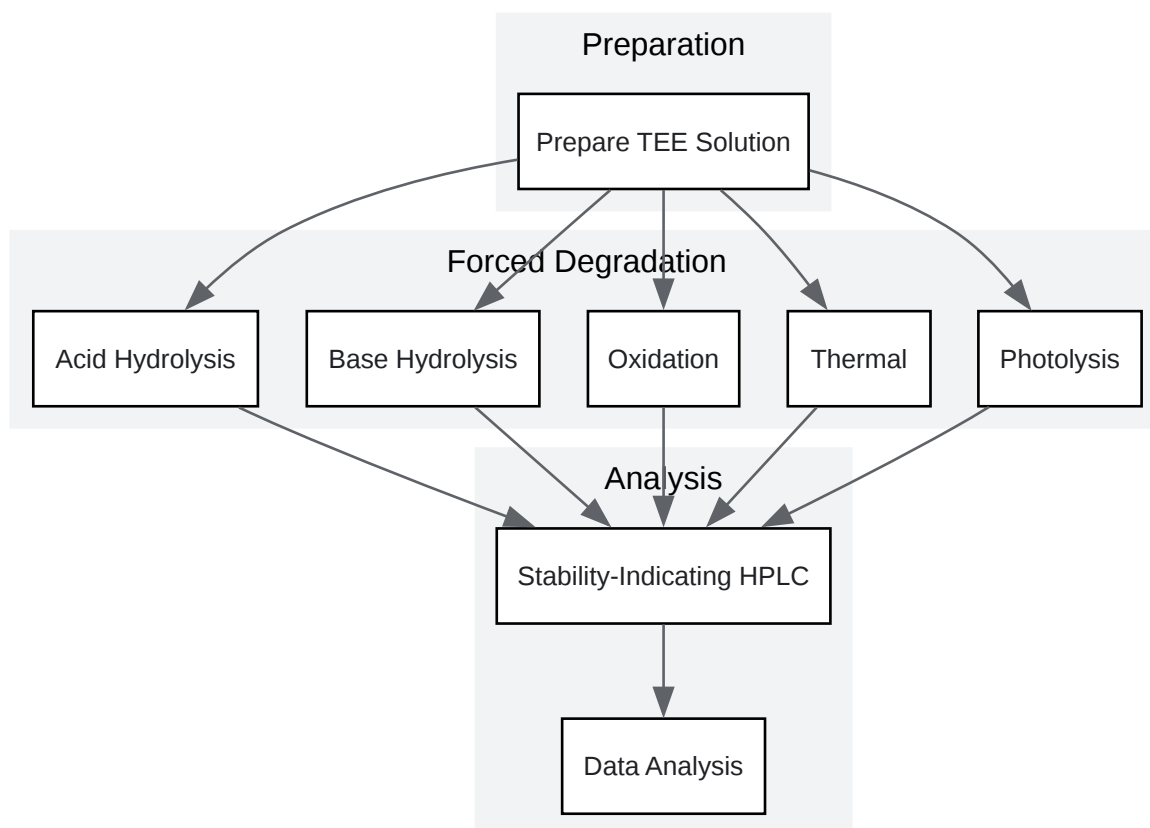 Preparation
Prepare TEE Solution
Forced Degradation
Acid Hydrolysis
Base Hydrolysis
Oxidation
Thermal
Photolysis
Analysis
Stability-Indicating HPLC
Data Analysis